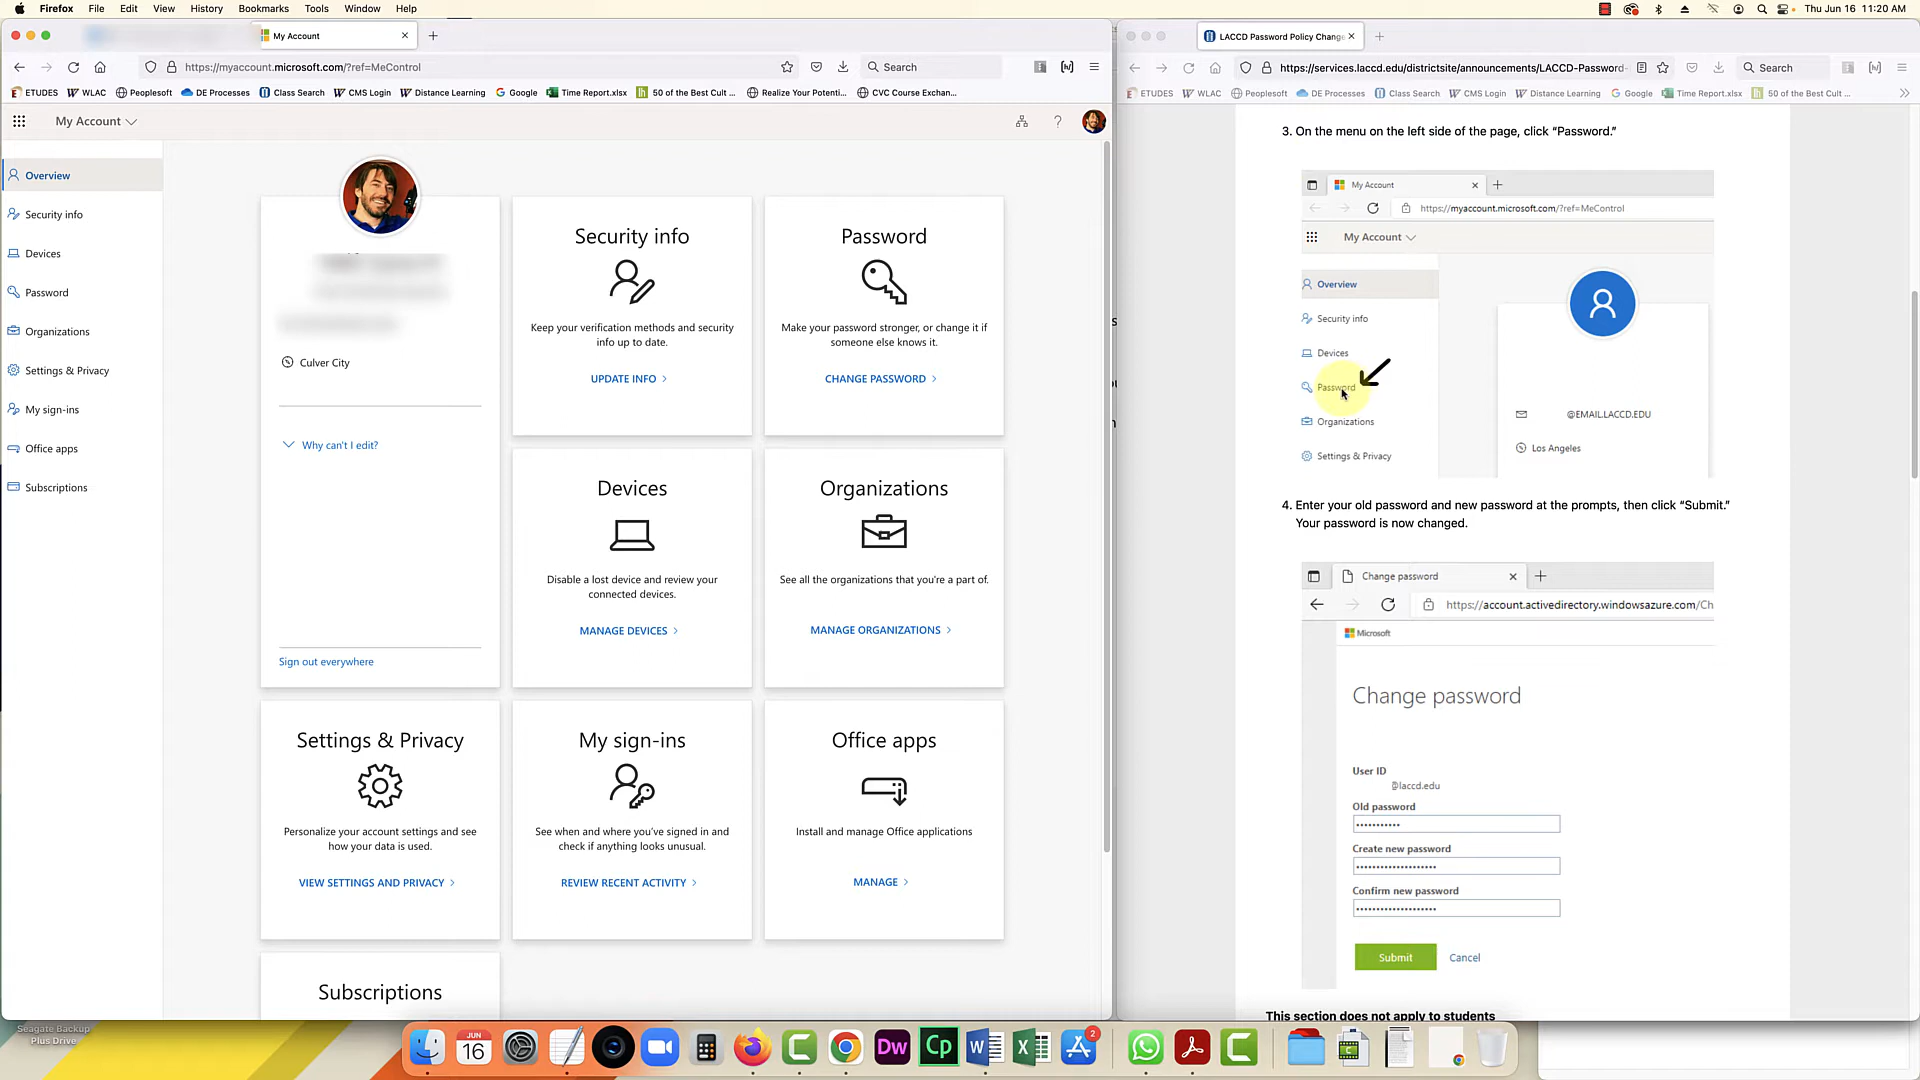 Firefox File Edit View History Bookmarks Tools Window Help
Thu Jun 16 11:20 AM
My Account
https://myaccount.microsoft.com/?ref=MeControl
Search
ETUDES WLAC Peoplesoft DE Processes Class Search CMS Login Distance Learning Google Time Report.xlsx 50 of the Best Cult ... Realize Your Potenti... CVC Course Exchan...
My Account
?
Overview
Security info
Devices
Password
Organizations
Settings & Privacy
My sign-ins
Office apps
Subscriptions
Culver City
Why can't I edit?
Sign out everywhere
Security info
Keep your verification methods and security
info up to date.
UPDATE INFO
Password
Make your password stronger, or change it if
someone else knows it.
CHANGE PASSWORD
Devices
Disable a lost device and review your
connected devices.
MANAGE DEVICES
Organizations
See all the organizations that you're a part of.
MANAGE ORGANIZATIONS
Settings & Privacy
Personalize your account settings and see
how your data is used.
VIEW SETTINGS AND PRIVACY
My sign-ins
See when and where you've signed in and
check if anything looks unusual.
REVIEW RECENT ACTIVITY
Office apps
Install and manage Office applications
MANAGE
Subscriptions
LACCD Password Policy Change
https://services.laccd.edu/districtsite/announcements/LACCD-Password-
Search
ETUDES WLAC Peoplesoft DE Processes Class Search CMS Login Distance Learning Google Time Report.xlsx 50 of the Best Cult ...
3. On the menu on the left side of the page, click “Password.”
My Account
https://myaccount.microsoft.com/?ref=MeControl
My Account
Overview
Security info
Devices
Password
Organizations
Settings & Privacy
@EMAIL.LACCD.EDU
Los Angeles
4. Enter your old password and new password at the prompts, then click “Submit.”
Your password is now changed.
Change password
https://account.activedirectory.windowsazure.com/Ch
Microsoft
Change password
User ID
@laccd.edu
Old password
Create new password
Confirm new password
Submit Cancel
This section does not apply to students
Seagate Backup
Plus Drive
JUN
16
Dw
Cp
2